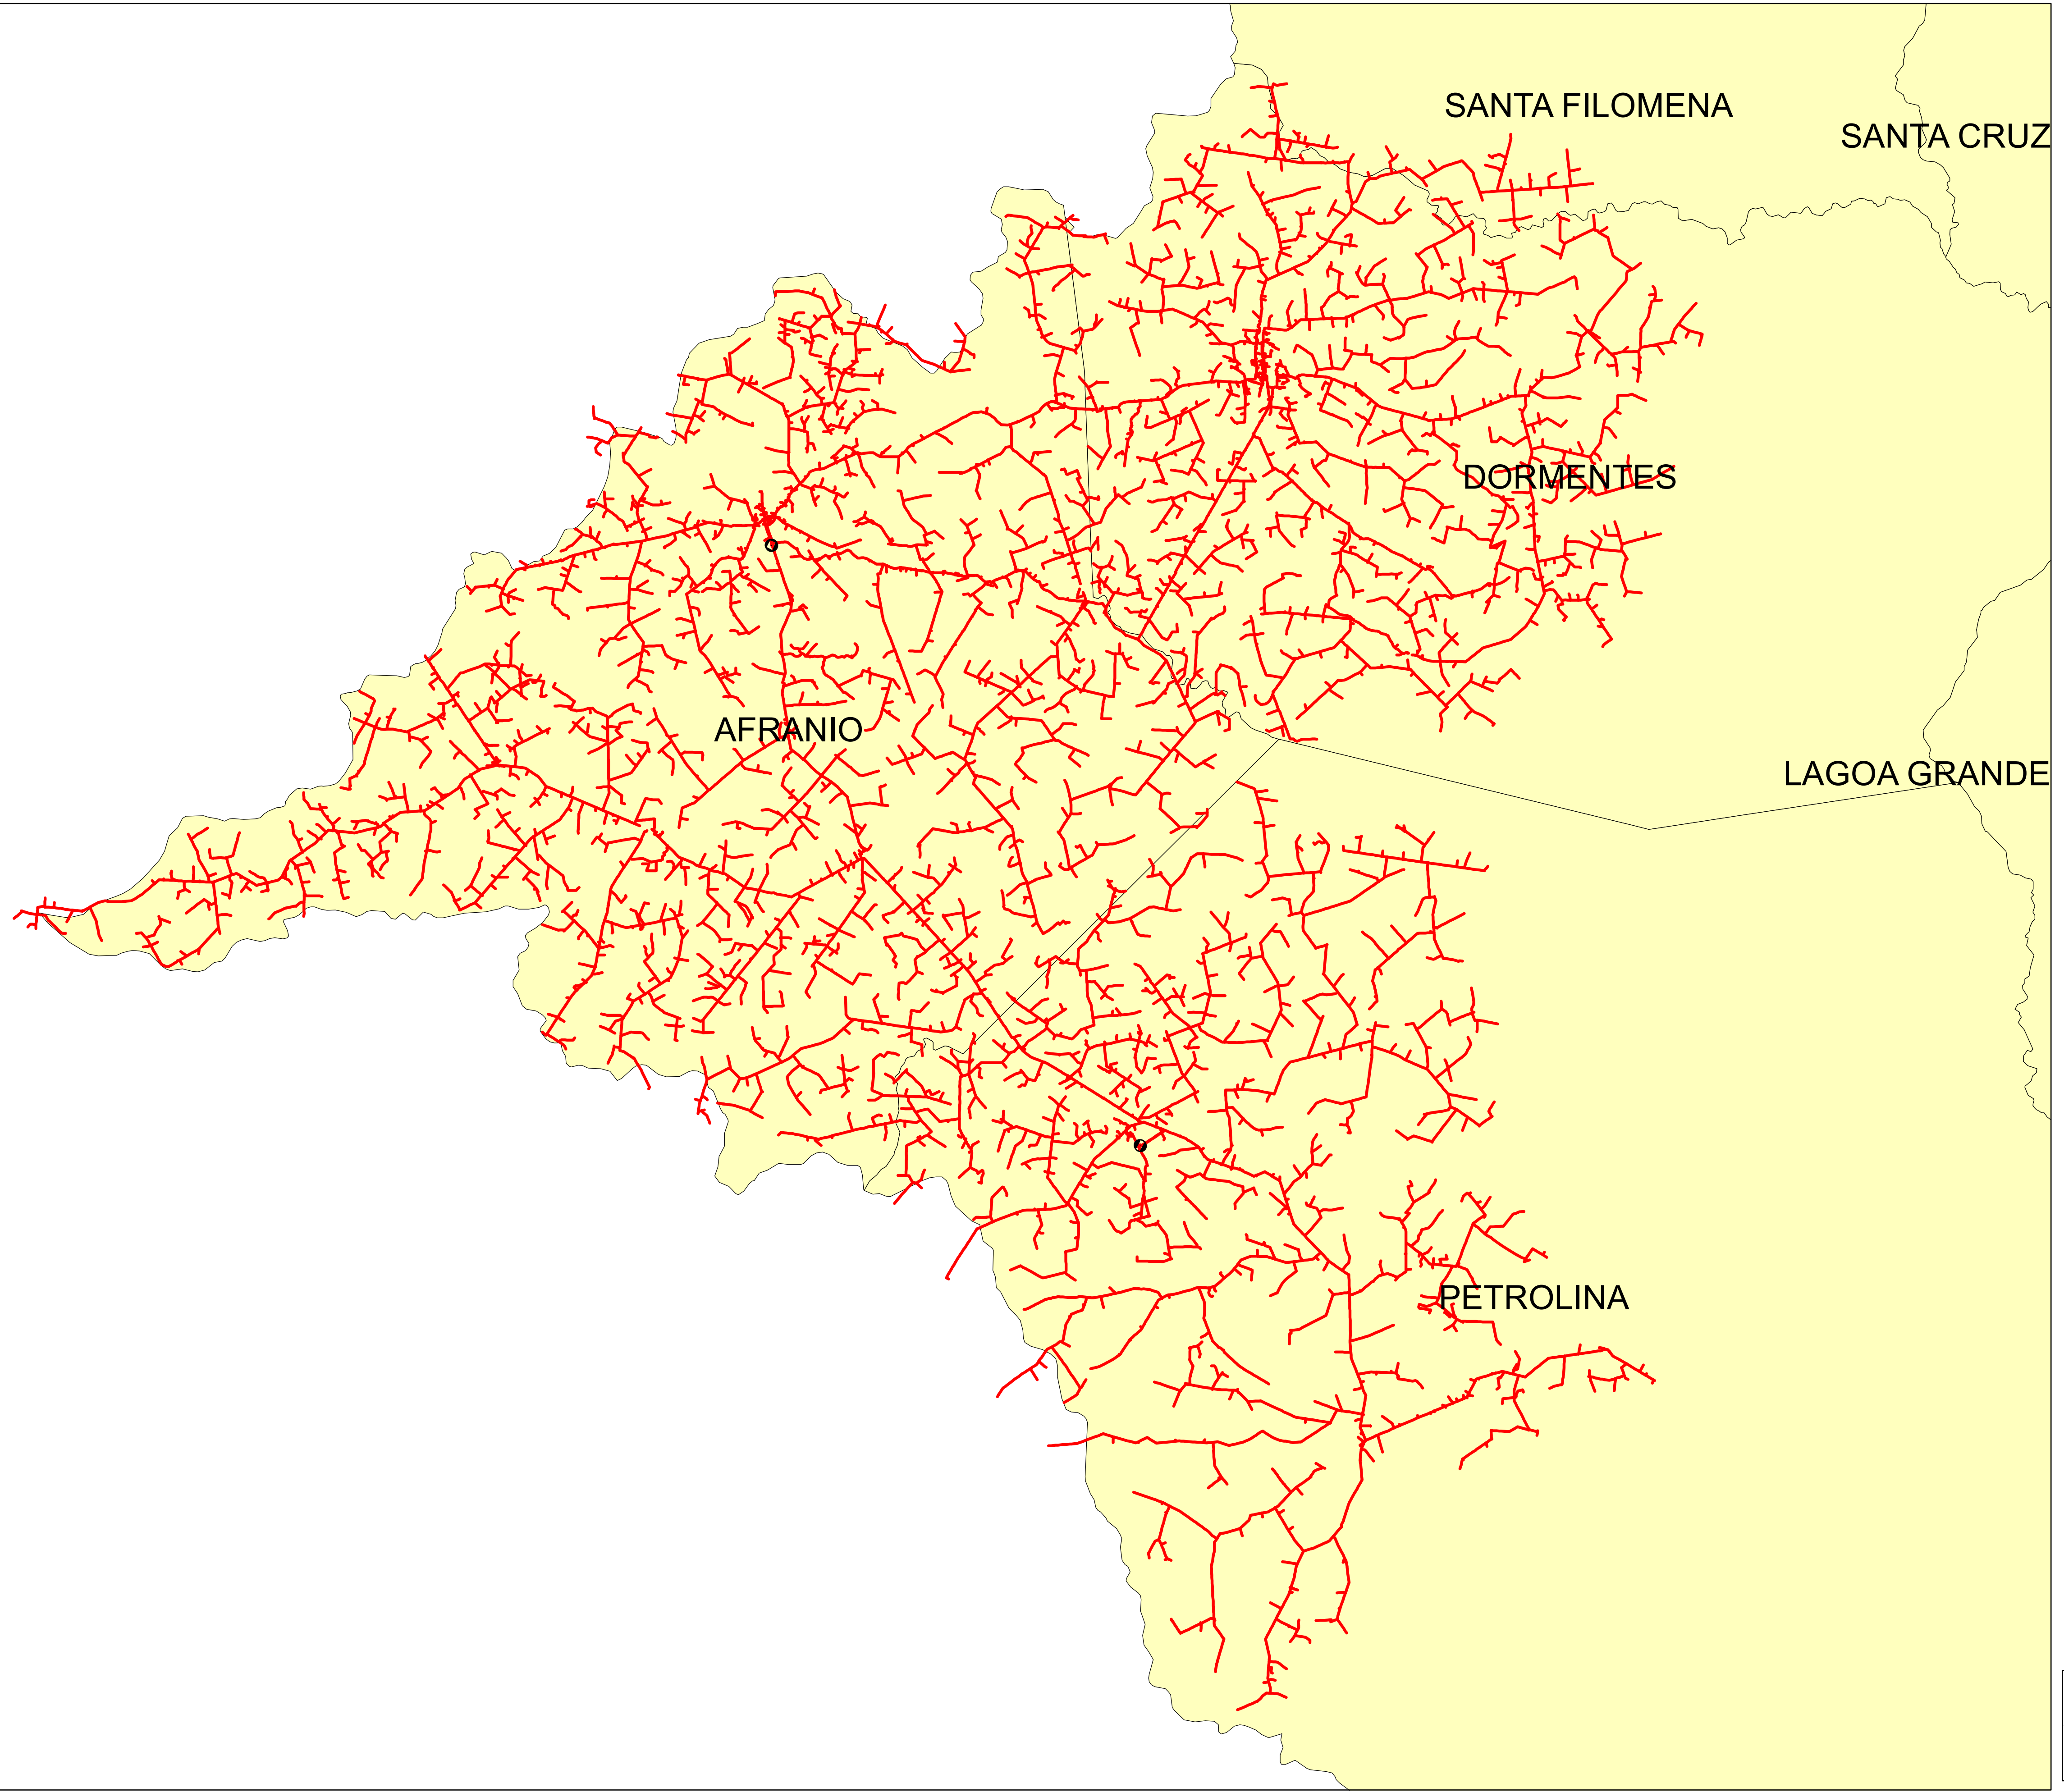 SANTA FILOMENA
SANTA CRUZ
DORMENTES
AFRANIO
LAGOA GRANDE
PETROLINA